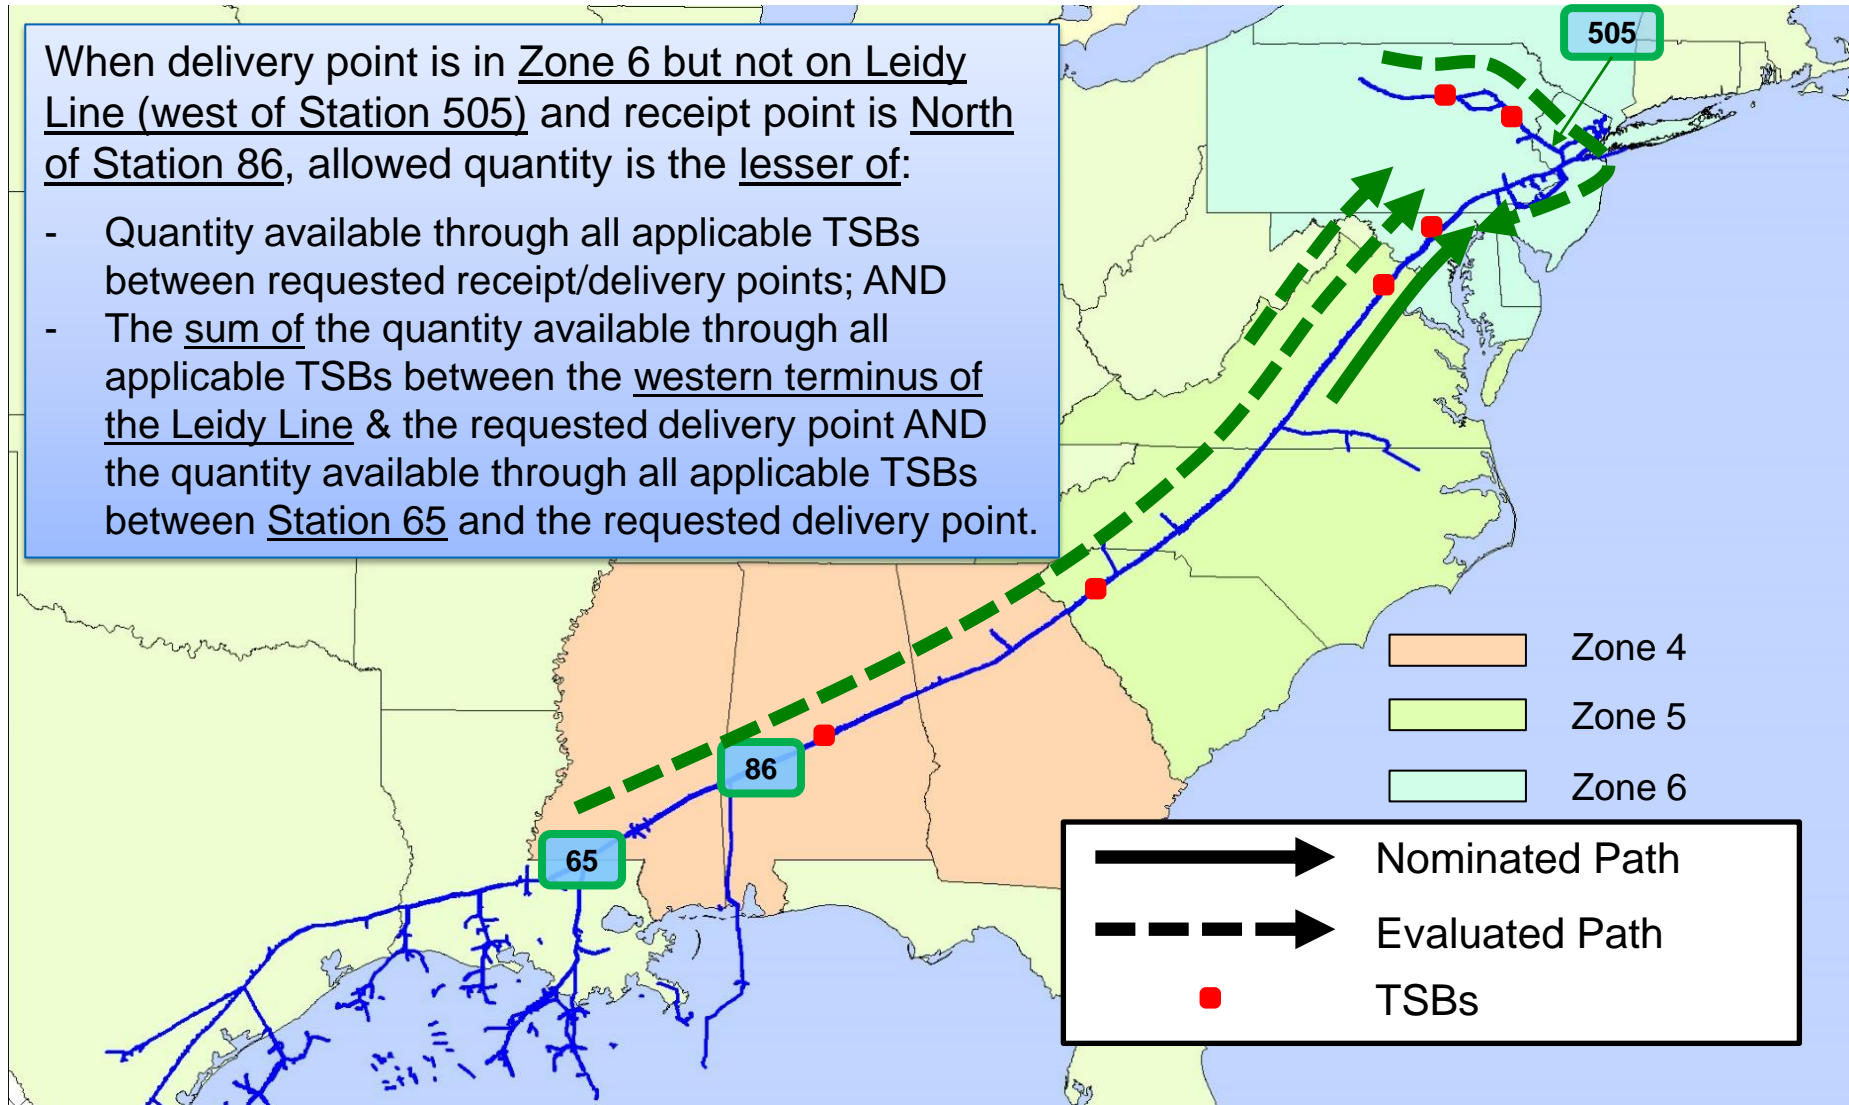 When delivery point is in Zone 6 but not on Leidy
Line (west of Station 505) and receipt point is North
of Station 86, allowed quantity is the lesser of:
- Quantity available through all applicable TSBs
between requested receipt/delivery points; AND
- The sum of the quantity available through all
applicable TSBs between the western terminus of
the Leidy Line & the requested delivery point AND
the quantity available through all applicable TSBs
between Station 65 and the requested delivery point.
505
86
65
Zone 4
Zone 5
Zone 6
Nominated Path
Evaluated Path
TSBs